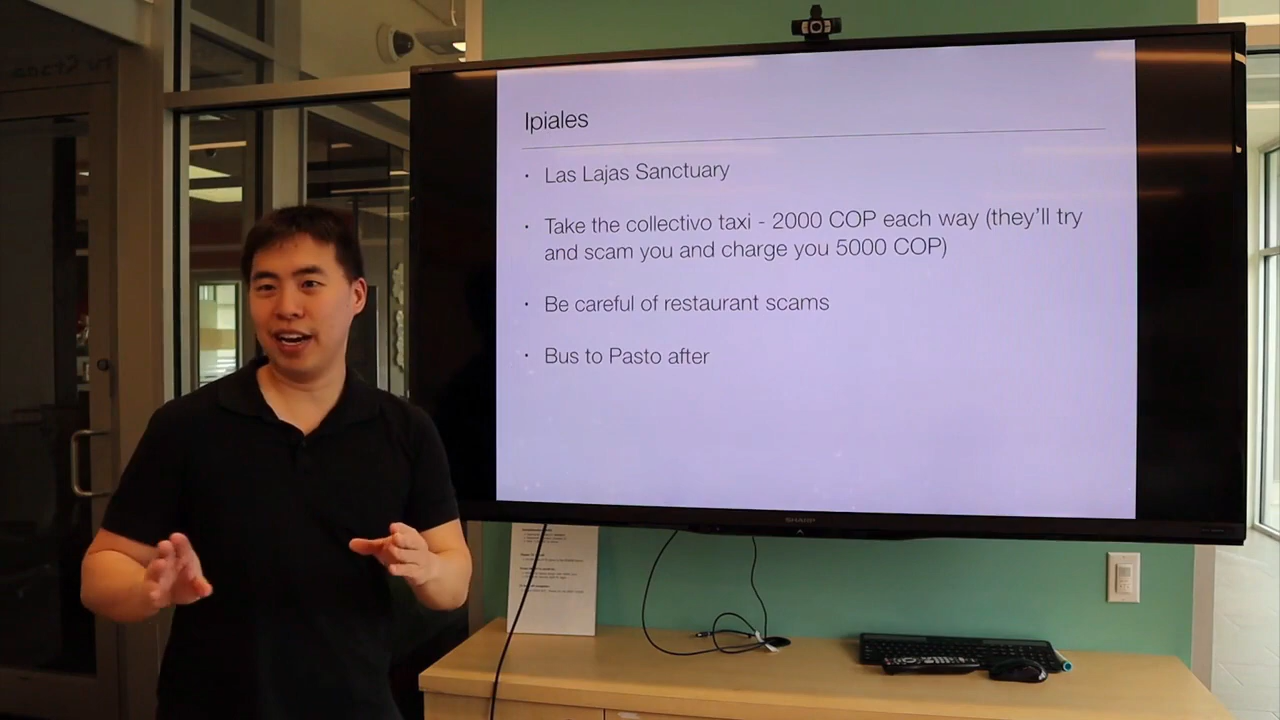 Ipiales
• Las Lajas Sanctuary
• Take the collectivo taxi - 2000 COP each way (they'll try
and scam you and charge you 5000 COP)
• Be careful of restaurant scams
• Bus to Pasto after
SHARP